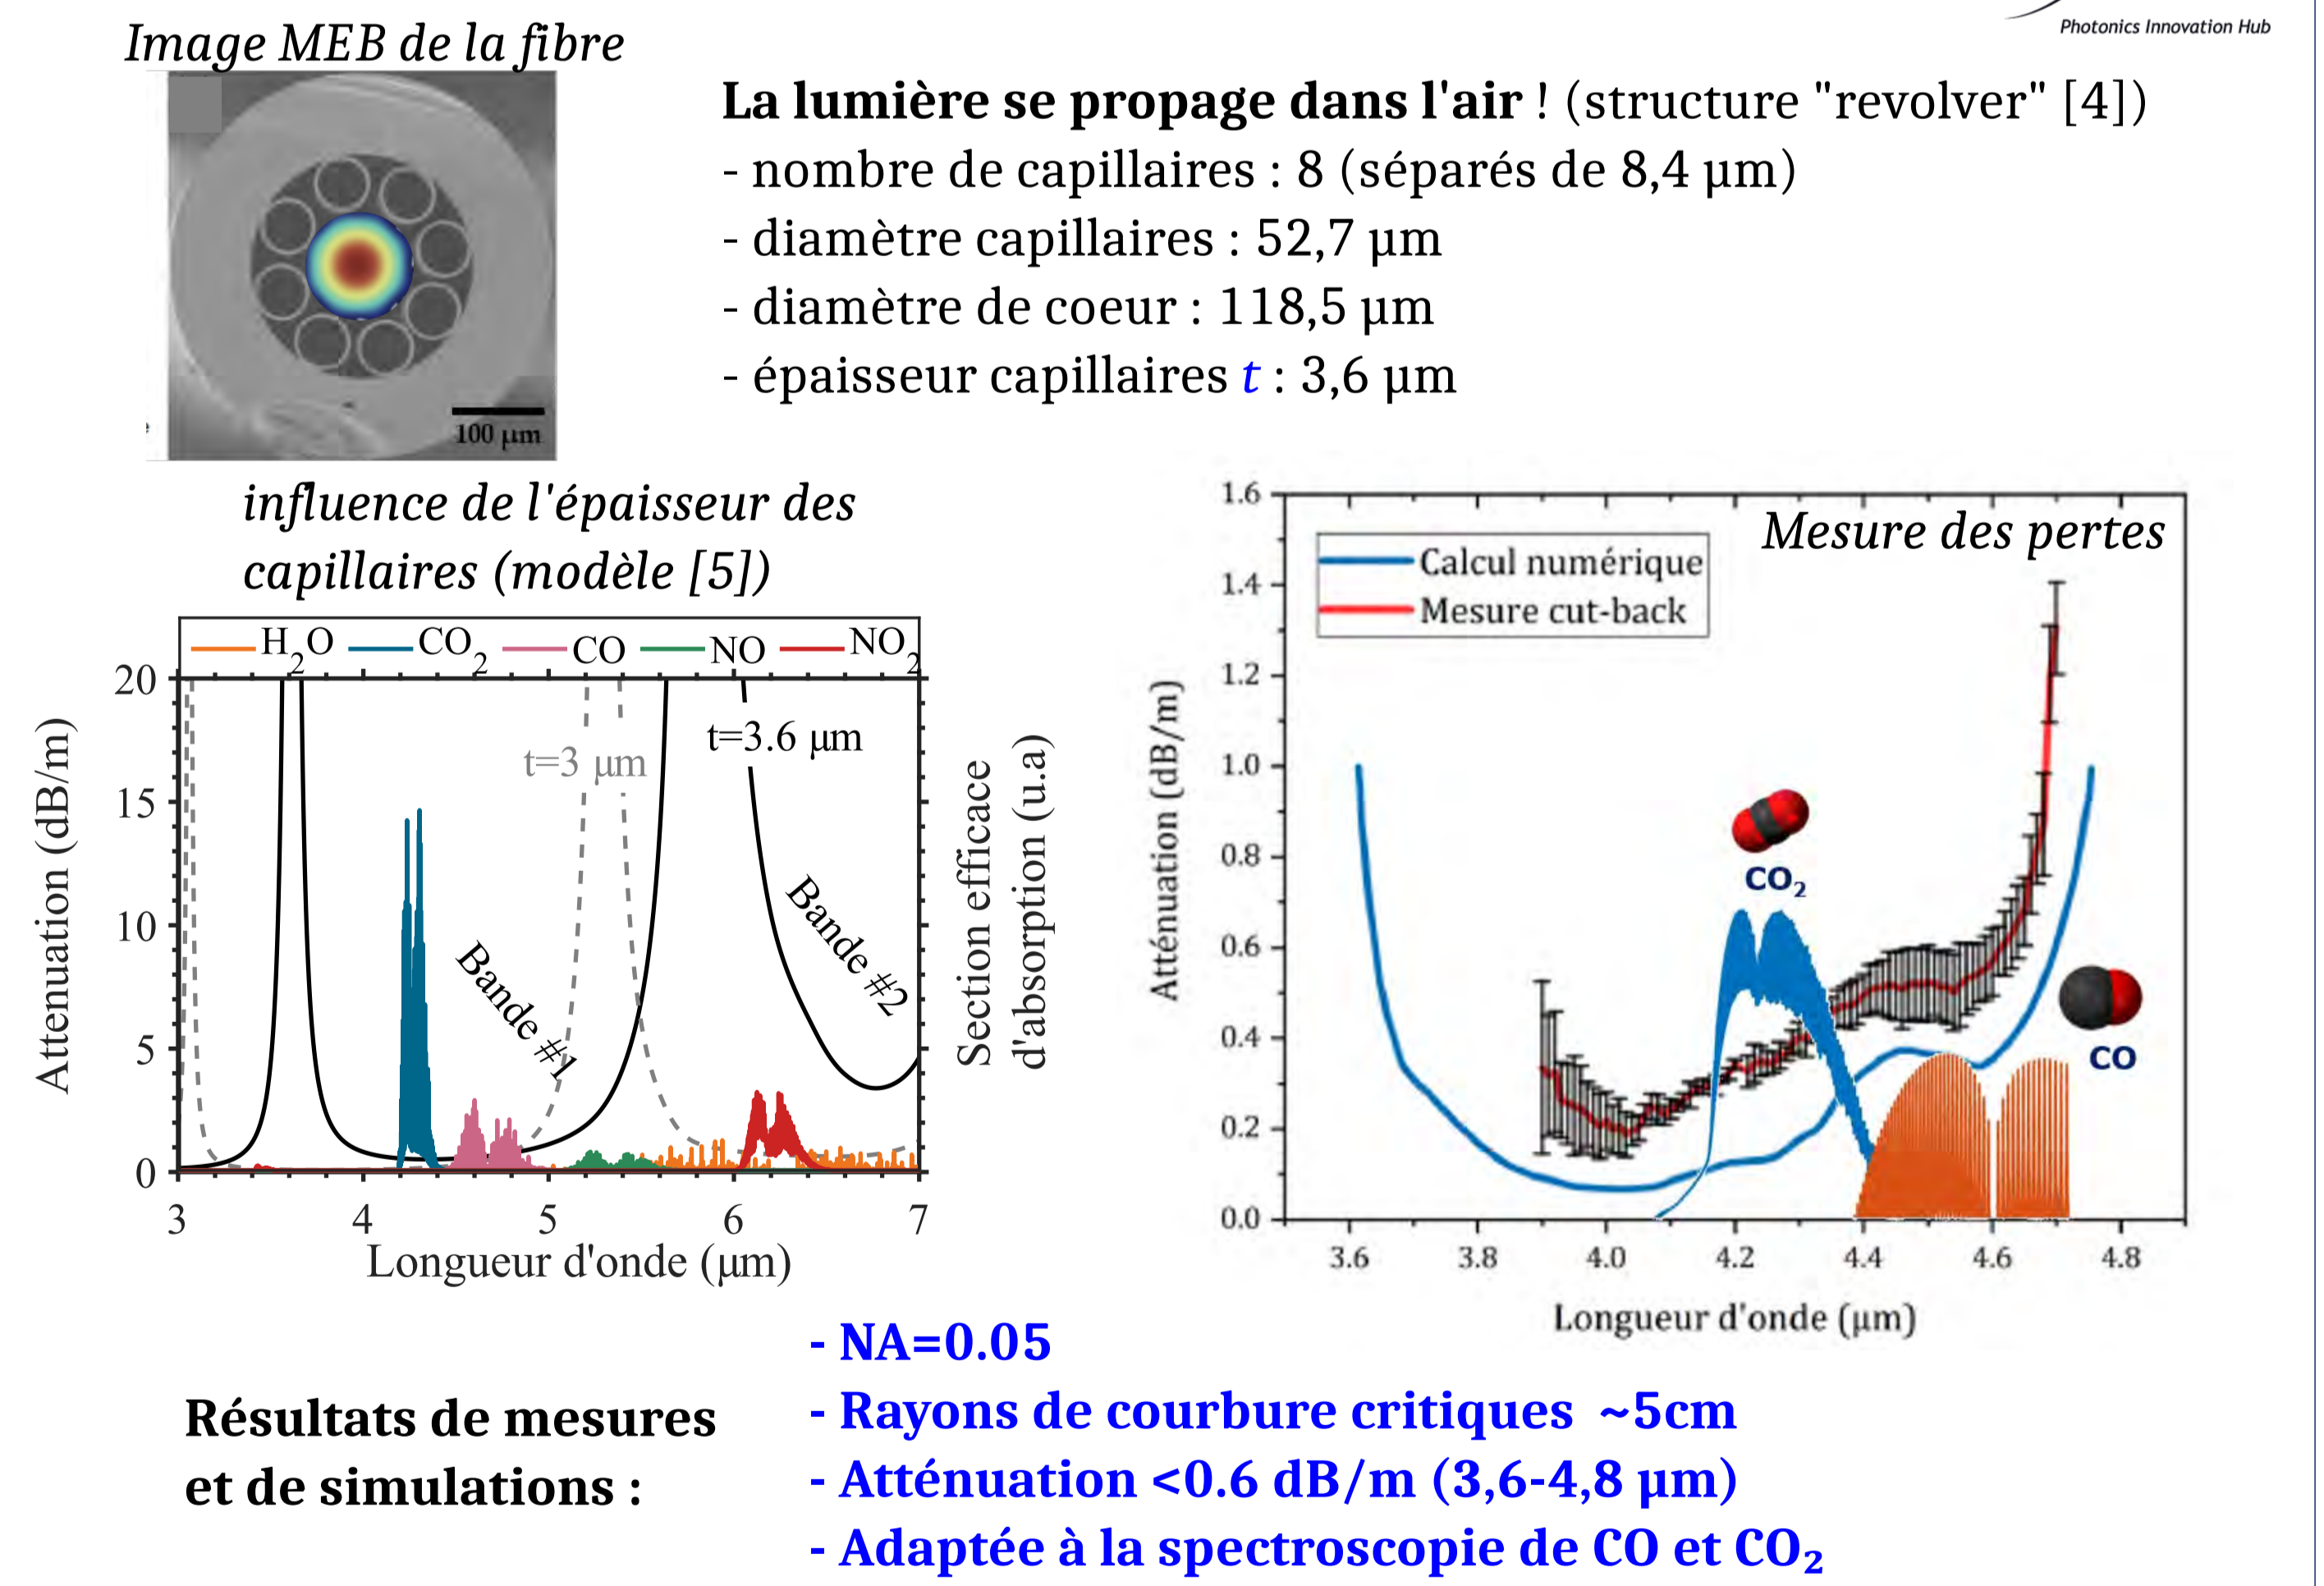 Photonics Innovation Hub
Image MEB de la fibre
100 µm
La lumière se propage dans l'air ! (structure "revolver" [4])
- nombre de capillaires : 8 (séparés de 8,4 µm)
- diamètre capillaires : 52,7 µm
- diamètre de coeur : 118,5 µm
- épaisseur capillaires t : 3,6 µm
influence de l'épaisseur des
capillaires (modèle [5])
H2O CO2 CO NO NO2
20
15
10
5
0
Attenuation (dB/m)
t=3 µm
t=3.6 µm
Bande #1
Bande #2
Section efficace
d'absorption (u.a)
3 4 5 6 7
Longueur d'onde (µm)
Mesure des pertes
Calcul numérique
Mesure cut-back
1.6
1.4
1.2
1.0
0.8
0.6
0.4
0.2
0.0
Atténuation (dB/m)
CO2
CO
3.6 3.8 4.0 4.2 4.4 4.6 4.8
Longueur d'onde (µm)
Résultats de mesures
et de simulations :
- NA=0.05
- Rayons de courbure critiques ~5cm
- Atténuation <0.6 dB/m (3,6-4,8 µm)
- Adaptée à la spectroscopie de CO et CO2